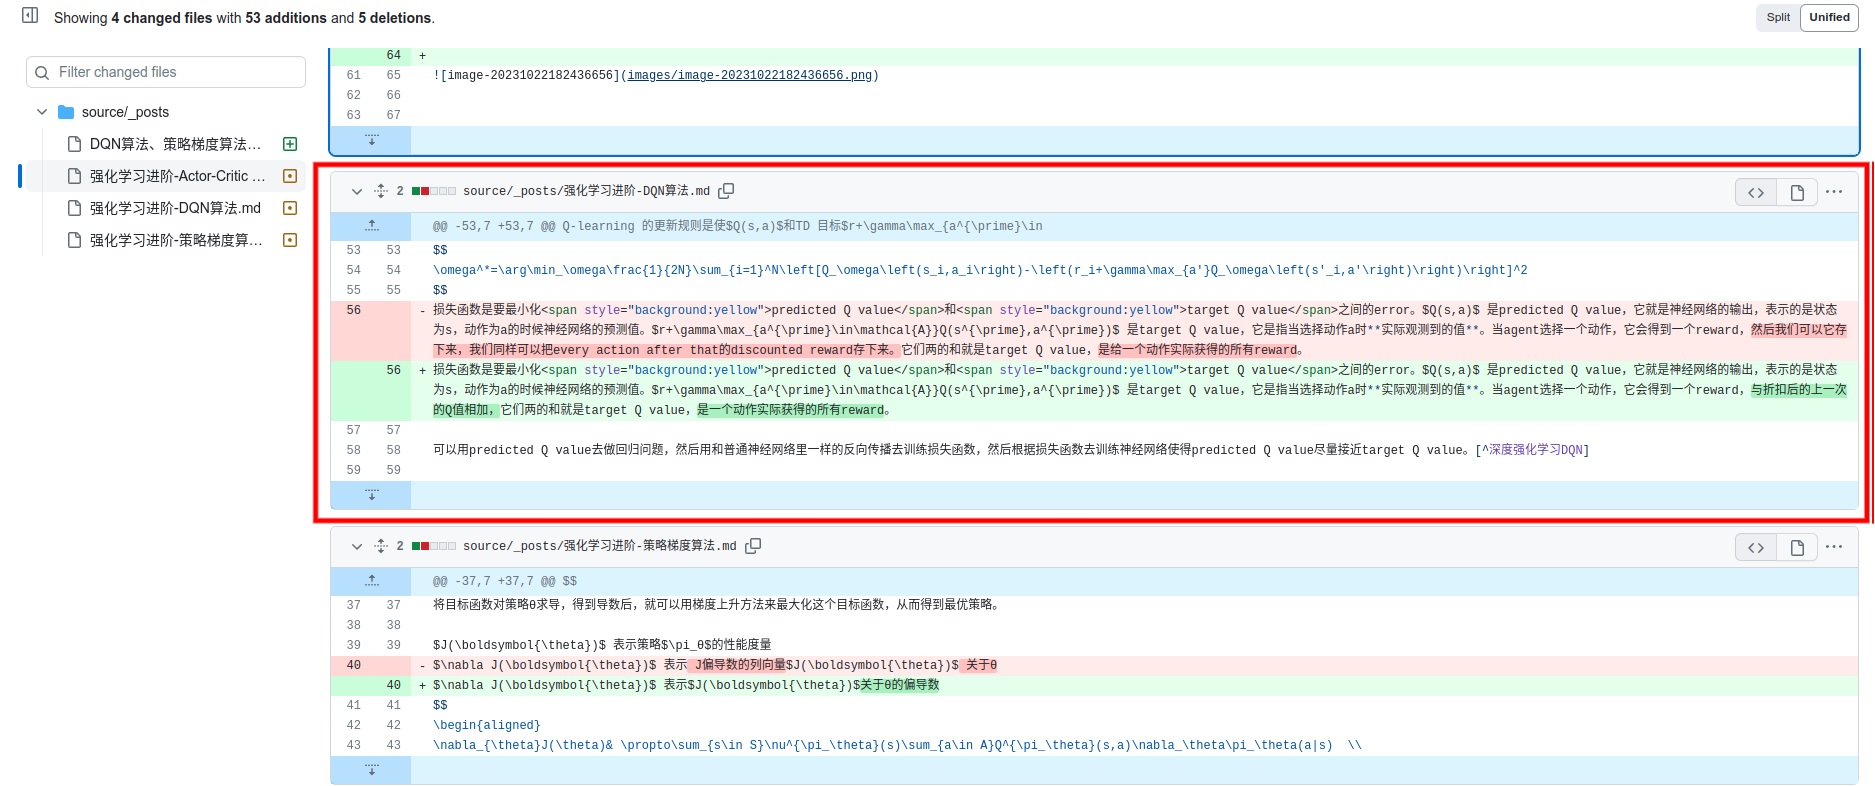 Showing 4 changed files with 53 additions and 5 deletions.
Split
Unified
Filter changed files
source/_posts
DQN算法、策略梯度算法...
强化学习进阶-Actor-Critic ...
强化学习进阶-DQN算法.md
强化学习进阶-策略梯度算...
64 +
61 65 ![image-20231022182436656](images/image-20231022182436656.png)
62 66
63 67
2 source/_posts/强化学习进阶-DQN算法.md
@@ -53,7 +53,7 @@ Q-learning 的更新规则是使$Q(s,a)$和TD 目标$r+\gamma\max_{a^{\prime}\in
53 53 $$
54 54 \omega^*=\arg\min_\omega\frac{1}{2N}\sum_{i=1}^N\left[Q_\omega\left(s_i,a_i\right)-\left(r_i+\gamma\max_{a'}Q_\omega\left(s'_i,a'\right)\right)\right]^2
55 55 $$
56 - 损失函数是要最小化<span style="background:yellow">predicted Q value</span>和<span style="background:yellow">target Q value</span>之间的error。$Q(s,a)$ 是predicted Q value，它就是神经网络的输出，表示的是状态
为s，动作为a的时候神经网络的预测值。$r+\gamma\max_{a^{\prime}\in\mathcal{A}}Q(s^{\prime},a^{\prime})$ 是target Q value，它是指当选择动作a时**实际观测到的值**。当agent选择一个动作，它会得到一个reward，然后我们可以它存
下来，我们同样可以把every action after that的discounted reward存下来。它们两的和就是target Q value，是给一个动作实际获得的所有reward。
56 + 损失函数是要最小化<span style="background:yellow">predicted Q value</span>和<span style="background:yellow">target Q value</span>之间的error。$Q(s,a)$ 是predicted Q value，它就是神经网络的输出，表示的是状态
为s，动作为a的时候神经网络的预测值。$r+\gamma\max_{a^{\prime}\in\mathcal{A}}Q(s^{\prime},a^{\prime})$ 是target Q value，它是指当选择动作a时**实际观测到的值**。当agent选择一个动作，它会得到一个reward，与折扣后的上一次
的Q值相加，它们两的和就是target Q value，是一个动作实际获得的所有reward。
57 57
58 58 可以用predicted Q value去做回归问题，然后用和普通神经网络里一样的反向传播去训练损失函数，然后根据损失函数去训练神经网络使得predicted Q value尽量接近target Q value。[^深度强化学习DQN]
59 59
2 source/_posts/强化学习进阶-策略梯度算法.md
@@ -37,7 +37,7 @@ $$
37 37 将目标函数对策略θ求导，得到导数后，就可以用梯度上升方法来最大化这个目标函数，从而得到最优策略。
38 38
39 39 $J(\boldsymbol{\theta})$ 表示策略$\pi_θ$的性能度量
40 - $\nabla J(\boldsymbol{\theta})$ 表示 J偏导数的列向量$J(\boldsymbol{\theta})$ 关于θ
40 + $\nabla J(\boldsymbol{\theta})$ 表示$J(\boldsymbol{\theta})$关于θ的偏导数
41 41 $$
42 42 \begin{aligned}
43 43 \nabla_{\theta}J(\theta)& \propto\sum_{s\in S}\nu^{\pi_\theta}(s)\sum_{a\in A}Q^{\pi_\theta}(s,a)\nabla_\theta\pi_\theta(a|s) \\